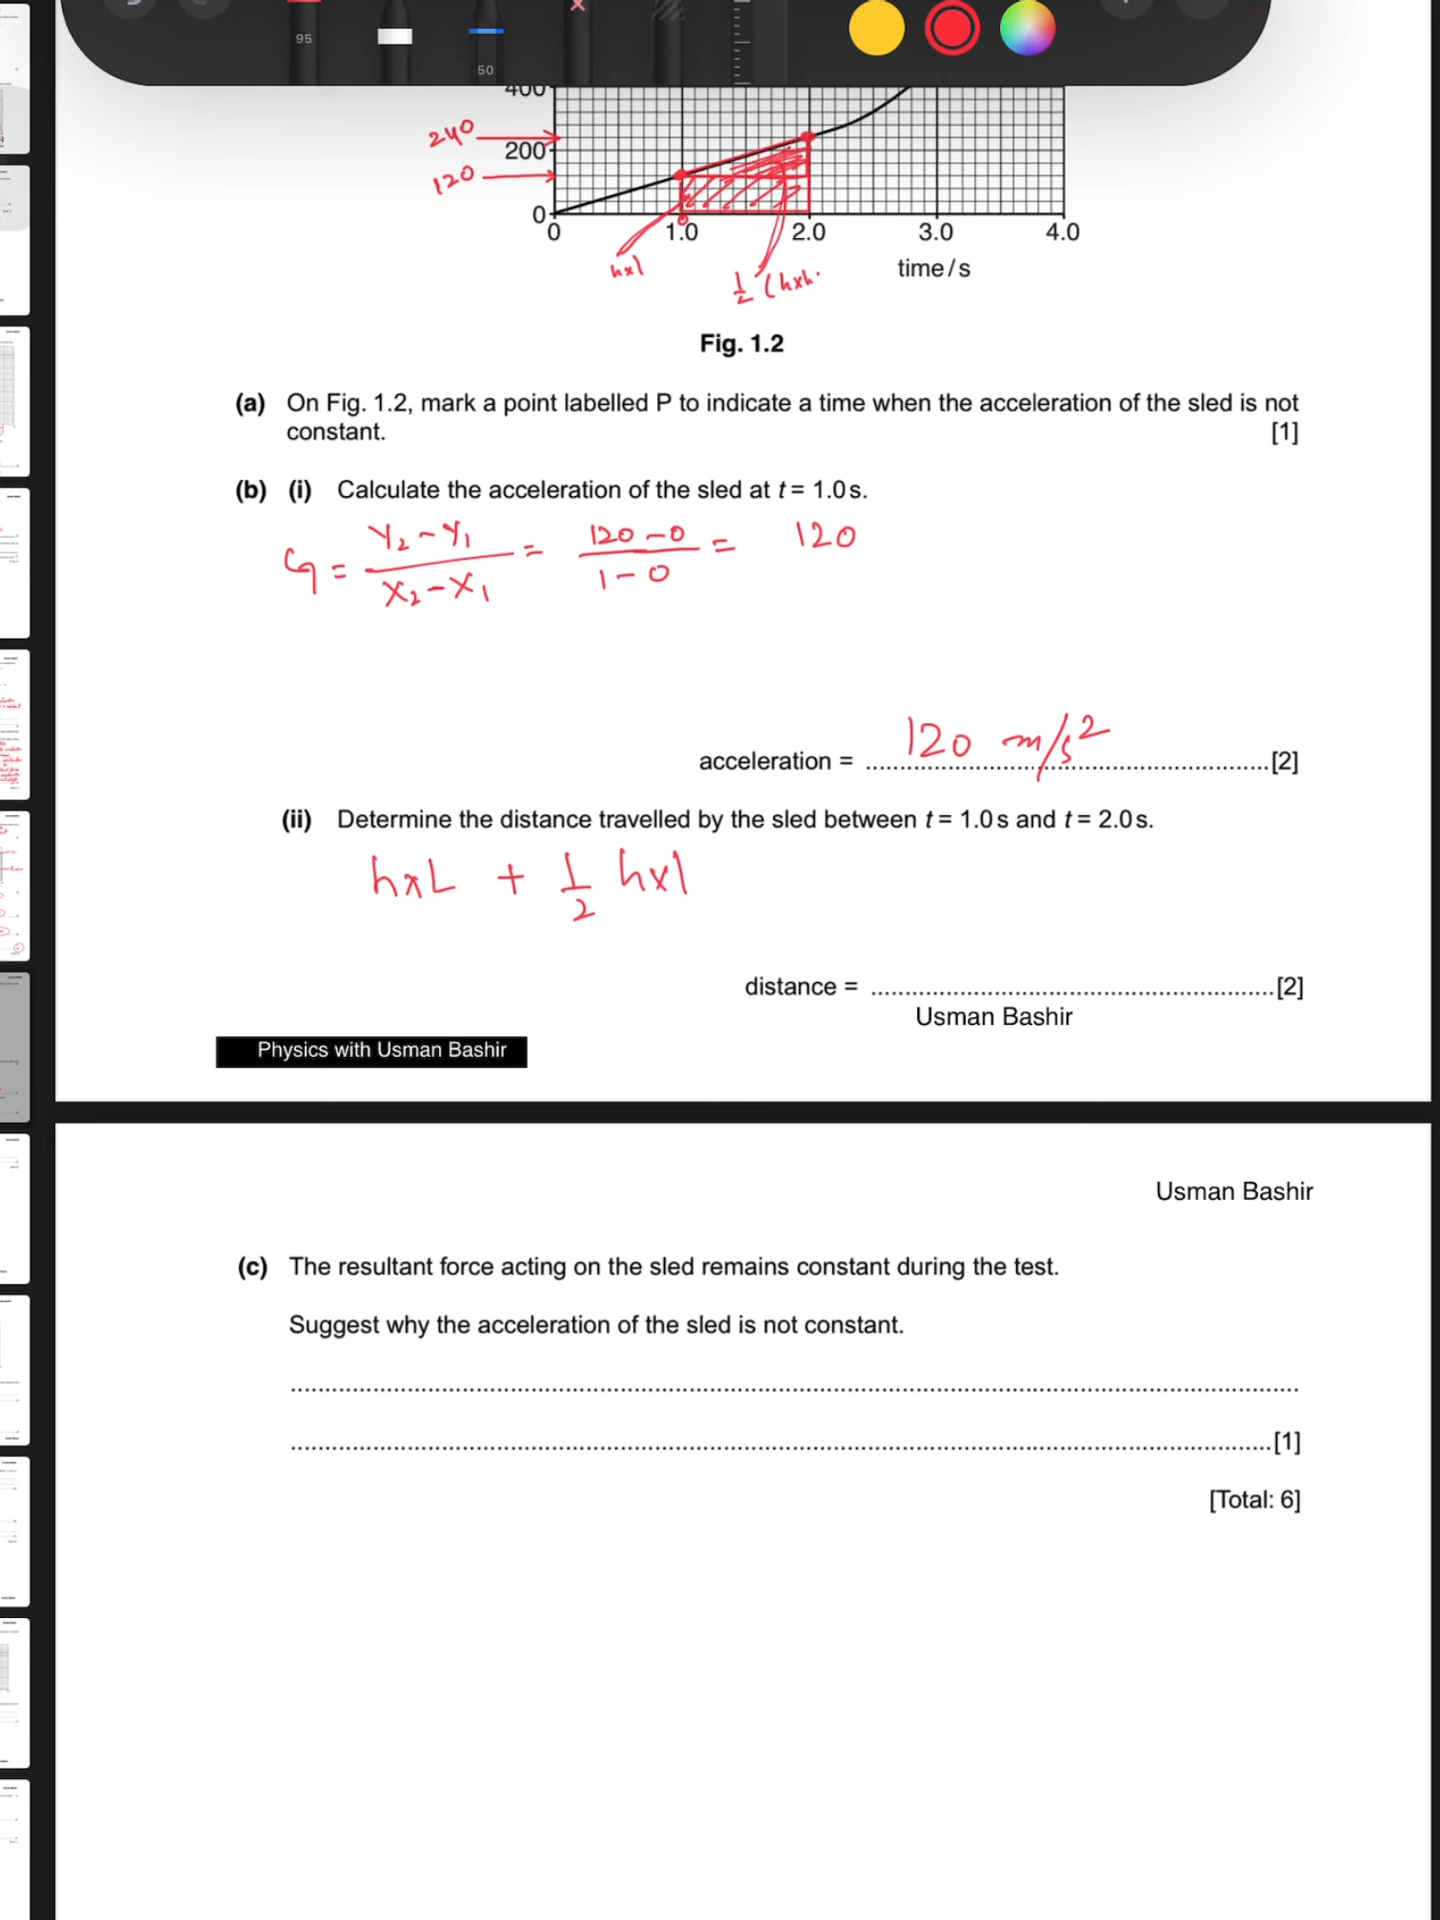 95
50
400
240
200
120
0
0 1.0 2.0 3.0 4.0
hxl
½ (hxh.
time/s
Fig. 1.2
(a) On Fig. 1.2, mark a point labelled P to indicate a time when the acceleration of the sled is not
constant. [1]
(b) (i) Calculate the acceleration of the sled at t = 1.0 s.
G = Y₂-Y₁ / X₂-X₁ = 120-0 / 1-0 = 120
acceleration = 120 m/s² [2]
(ii) Determine the distance travelled by the sled between t = 1.0 s and t = 2.0 s.
hxL + ½ hxl
distance = ........................................................ [2]
Usman Bashir
Physics with Usman Bashir
Usman Bashir
(c) The resultant force acting on the sled remains constant during the test.
Suggest why the acceleration of the sled is not constant.
[1]
[Total: 6]